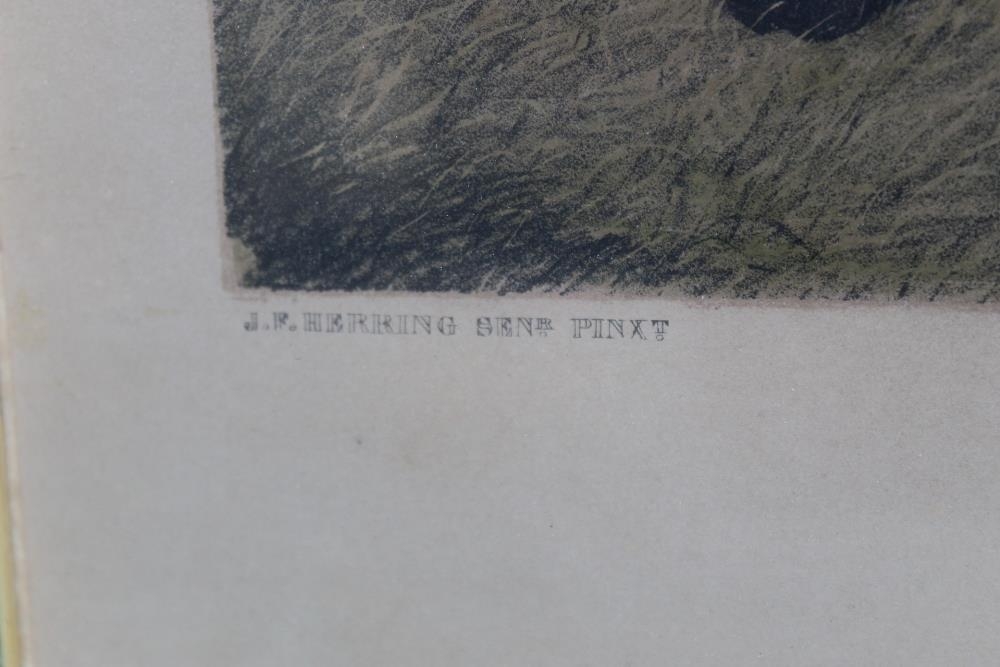 J.F. HERRING SENR. PINXT.